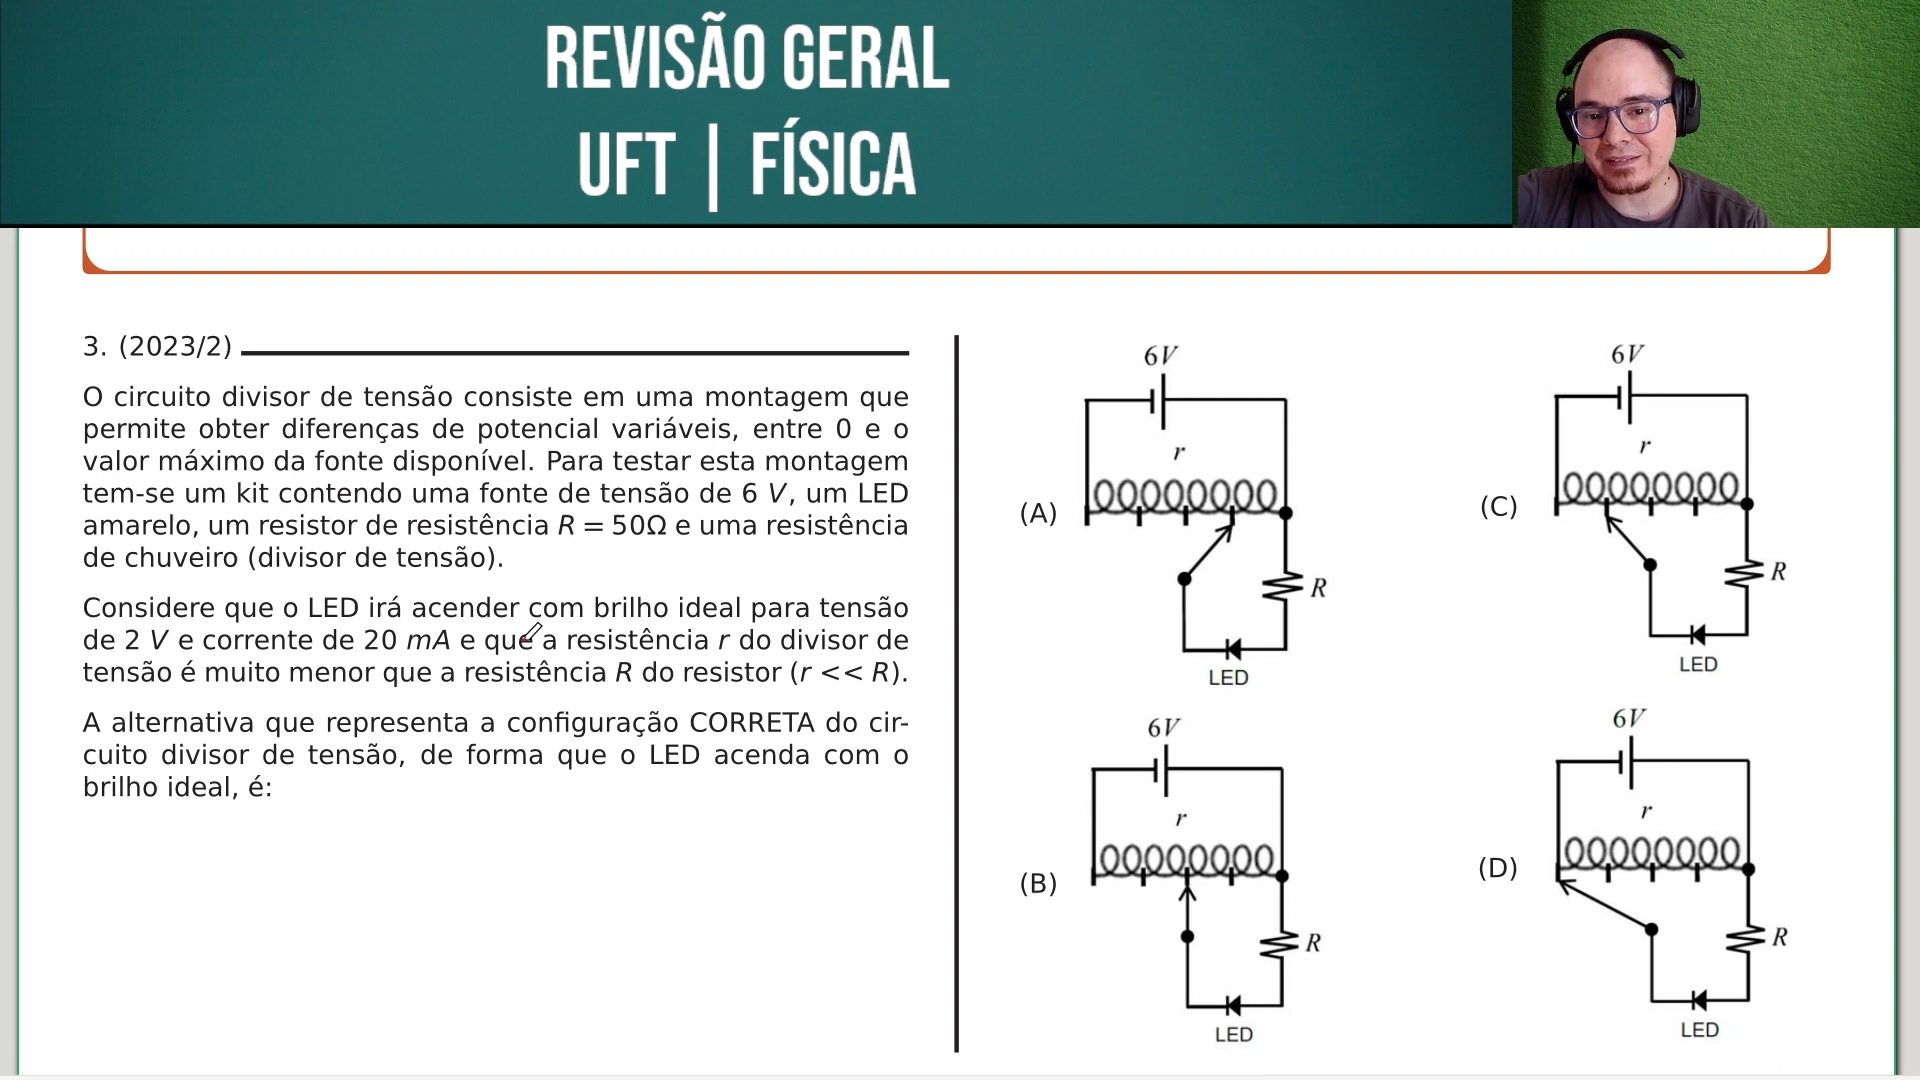 REVISÃO GERAL
UFT | FÍSICA
3. (2023/2)
O circuito divisor de tensão consiste em uma montagem que
permite obter diferenças de potencial variáveis, entre 0 e o
valor máximo da fonte disponível. Para testar esta montagem
tem-se um kit contendo uma fonte de tensão de 6 V, um LED
amarelo, um resistor de resistência R = 50Ω e uma resistência
de chuveiro (divisor de tensão).
Considere que o LED irá acender com brilho ideal para tensão
de 2 V e corrente de 20 mA e que a resistência r do divisor de
tensão é muito menor que a resistência R do resistor (r << R).
A alternativa que representa a configuração CORRETA do cir-
cuito divisor de tensão, de forma que o LED acenda com o
brilho ideal, é:
(A)
6V
r
R
LED
(B)
6V
r
R
LED
(C)
6V
r
R
LED
(D)
6V
r
R
LED